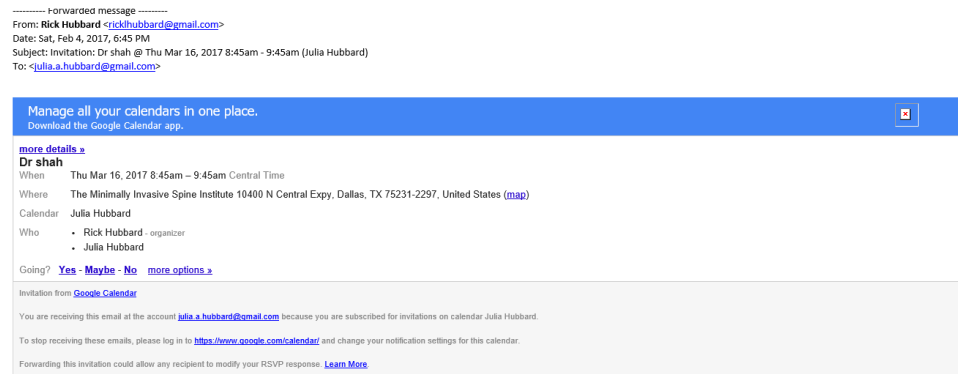 ---------- Forwarded message ---------
From: Rick Hubbard <ricklhubbard@gmail.com>
Date: Sat, Feb 4, 2017, 6:45 PM
Subject: Invitation: Dr shah @ Thu Mar 16, 2017 8:45am - 9:45am (Julia Hubbard)
To: <julia.a.hubbard@gmail.com>
Manage all your calendars in one place.
Download the Google Calendar app.
more details »
Dr shah
When Thu Mar 16, 2017 8:45am – 9:45am Central Time
Where The Minimally Invasive Spine Institute 10400 N Central Expy, Dallas, TX 75231-2297, United States (map)
Calendar Julia Hubbard
Who • Rick Hubbard - organizer
• Julia Hubbard
Going? Yes - Maybe - No more options »
Invitation from Google Calendar
You are receiving this email at the account julia.a.hubbard@gmail.com because you are subscribed for invitations on calendar Julia Hubbard.
To stop receiving these emails, please log in to https://www.google.com/calendar/ and change your notification settings for this calendar.
Forwarding this invitation could allow any recipient to modify your RSVP response. Learn More.